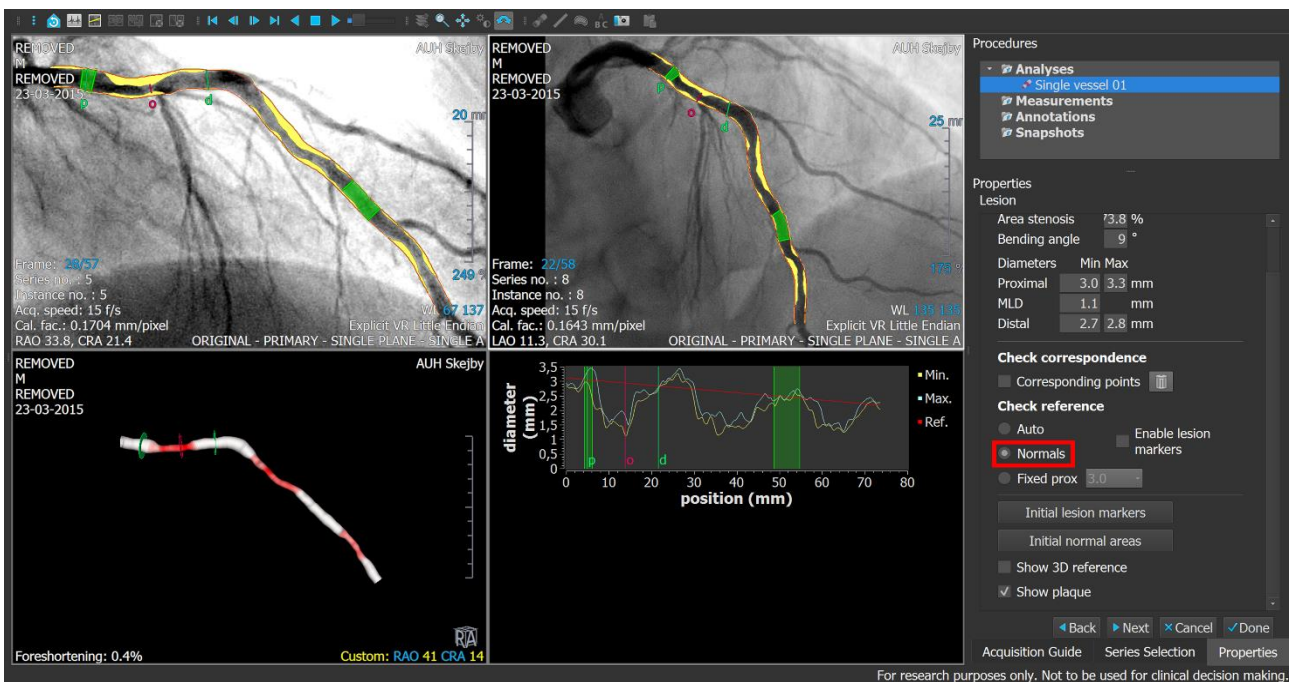 REMOVED
M
REMOVED
23-03-2015
AUH Skejby
20 mm
p
o
d
Frame: 28/57
Series no. : 5
Instance no. : 5
Acq. speed: 15 f/s
Cal. fac.: 0.1704 mm/pixel
RAO 33.8, CRA 21.4
249 °
WL 67 137
Explicit VR Little Endian
ORIGINAL - PRIMARY - SINGLE PLANE - SINGLE A
REMOVED
M
REMOVED
23-03-2015
AUH Skejby
25 mm
p
o
d
Frame: 22/58
Series no. : 8
Instance no. : 8
Acq. speed: 15 f/s
Cal. fac.: 0.1643 mm/pixel
LAO 11.3, CRA 30.1
WL
Explicit VR Little Endian
ORIGINAL - PRIMARY - SINGLE PLANE - SINGLE A
REMOVED
M
REMOVED
23-03-2015
AUH Skejby
Foreshortening: 0.4%
Custom: RAO 41 CRA 14
diameter
(mm)
3,5
3
2,5
2
1,5
1
0,5
0
p
o
d
0 10 20 30 40 50 60 70 80
position (mm)
Min.
Max.
Ref.
Procedures
Analyses
Single vessel 01
Measurements
Annotations
Snapshots
Properties
Lesion
Area stenosis 73.8 %
Bending angle 9 °
Diameters Min Max
Proximal 3.0 3.3 mm
MLD 1.1 mm
Distal 2.7 2.8 mm
Check correspondence
Corresponding points
Check reference
Auto
Enable lesion
markers
Normals
Fixed prox 3.0
Initial lesion markers
Initial normal areas
Show 3D reference
Show plaque
Back Next Cancel Done
Acquisition Guide Series Selection Properties
For research purposes only. Not to be used for clinical decision making.